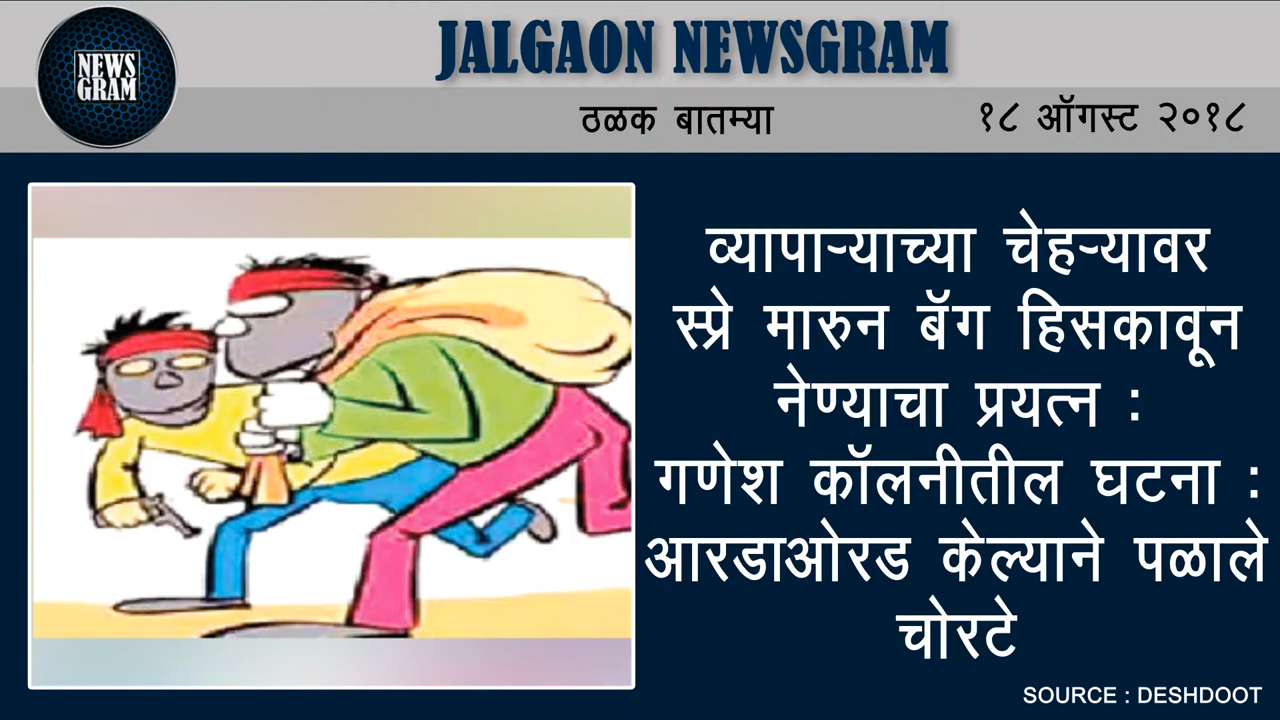 NEWS
GRAM
JALGAON NEWSGRAM
ठळक बातम्या
१८ ऑगस्ट २०१८
व्यापाऱ्याच्या चेहऱ्यावर
स्प्रे मारुन बॅग हिसकावून
नेण्याचा प्रयत्न :
गणेश कॉलनीतील घटना :
आरडाओरड केल्याने पळाले
चोरटे
SOURCE : DESHDOOT